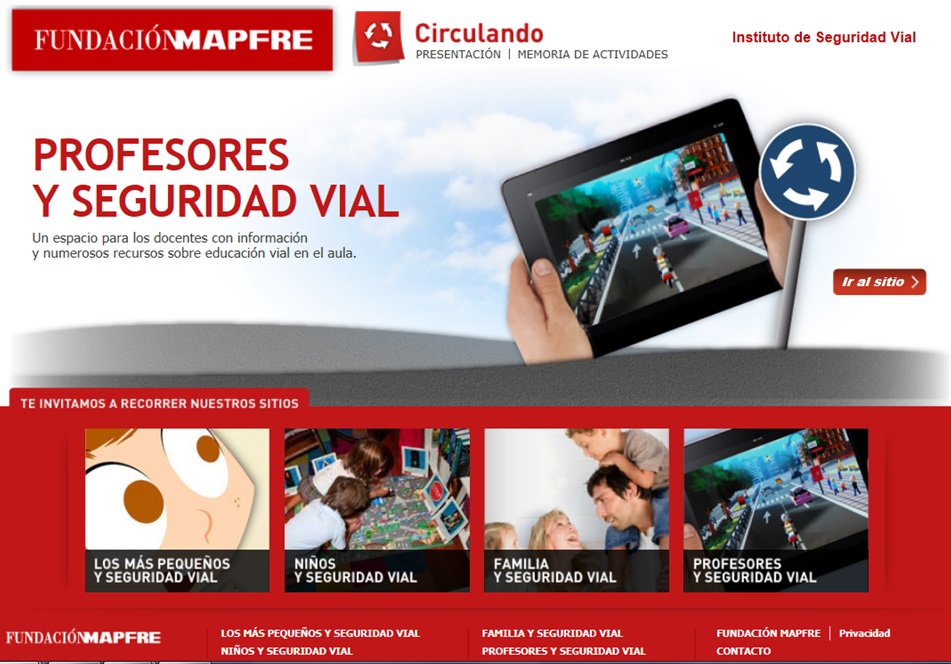 FUNDACIÓNMAPFRE
Circulando
PRESENTACIÓN | MEMORIA DE ACTIVIDADES
Instituto de Seguridad Vial
PROFESORES
Y SEGURIDAD VIAL
Un espacio para los docentes con información
y numerosos recursos sobre educación vial en el aula.
Ir al sitio
TE INVITAMOS A RECORRER NUESTROS SITIOS
LOS MÁS PEQUEÑOS
Y SEGURIDAD VIAL
NIÑOS
Y SEGURIDAD VIAL
FAMILIA
Y SEGURIDAD VIAL
PROFESORES
Y SEGURIDAD VIAL
FUNDACIÓNMAPFRE
LOS MÁS PEQUEÑOS Y SEGURIDAD VIAL
NIÑOS Y SEGURIDAD VIAL
FAMILIA Y SEGURIDAD VIAL
PROFESORES Y SEGURIDAD VIAL
FUNDACIÓN MAPFRE | Privacidad
CONTACTO